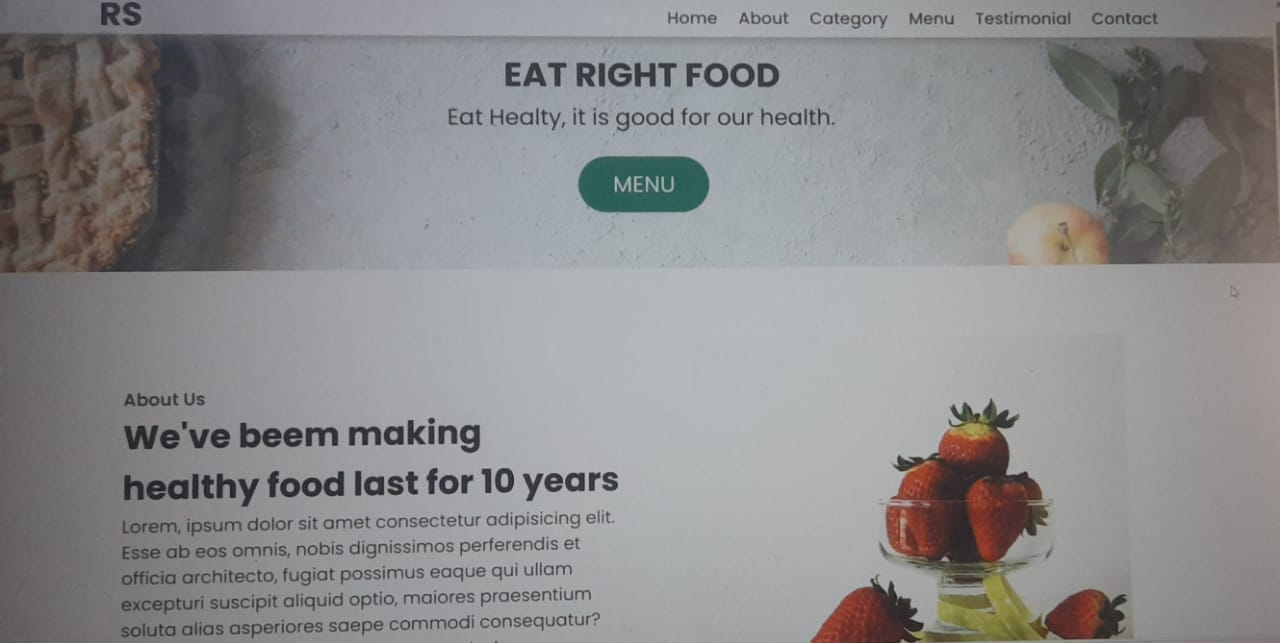 RS
Home About Category Menu Testimonial Contact
EAT RIGHT FOOD
Eat Healty, it is good for our health.
MENU
About Us
We've beem making
healthy food last for 10 years
Lorem, ipsum dolor sit amet consectetur adipisicing elit.
Esse ab eos omnis, nobis dignissimos perferendis et
officia architecto, fugiat possimus eaque qui ullam
excepturi suscipit aliquid optio, maiores praesentium
soluta alias asperiores saepe commodi consequatur?